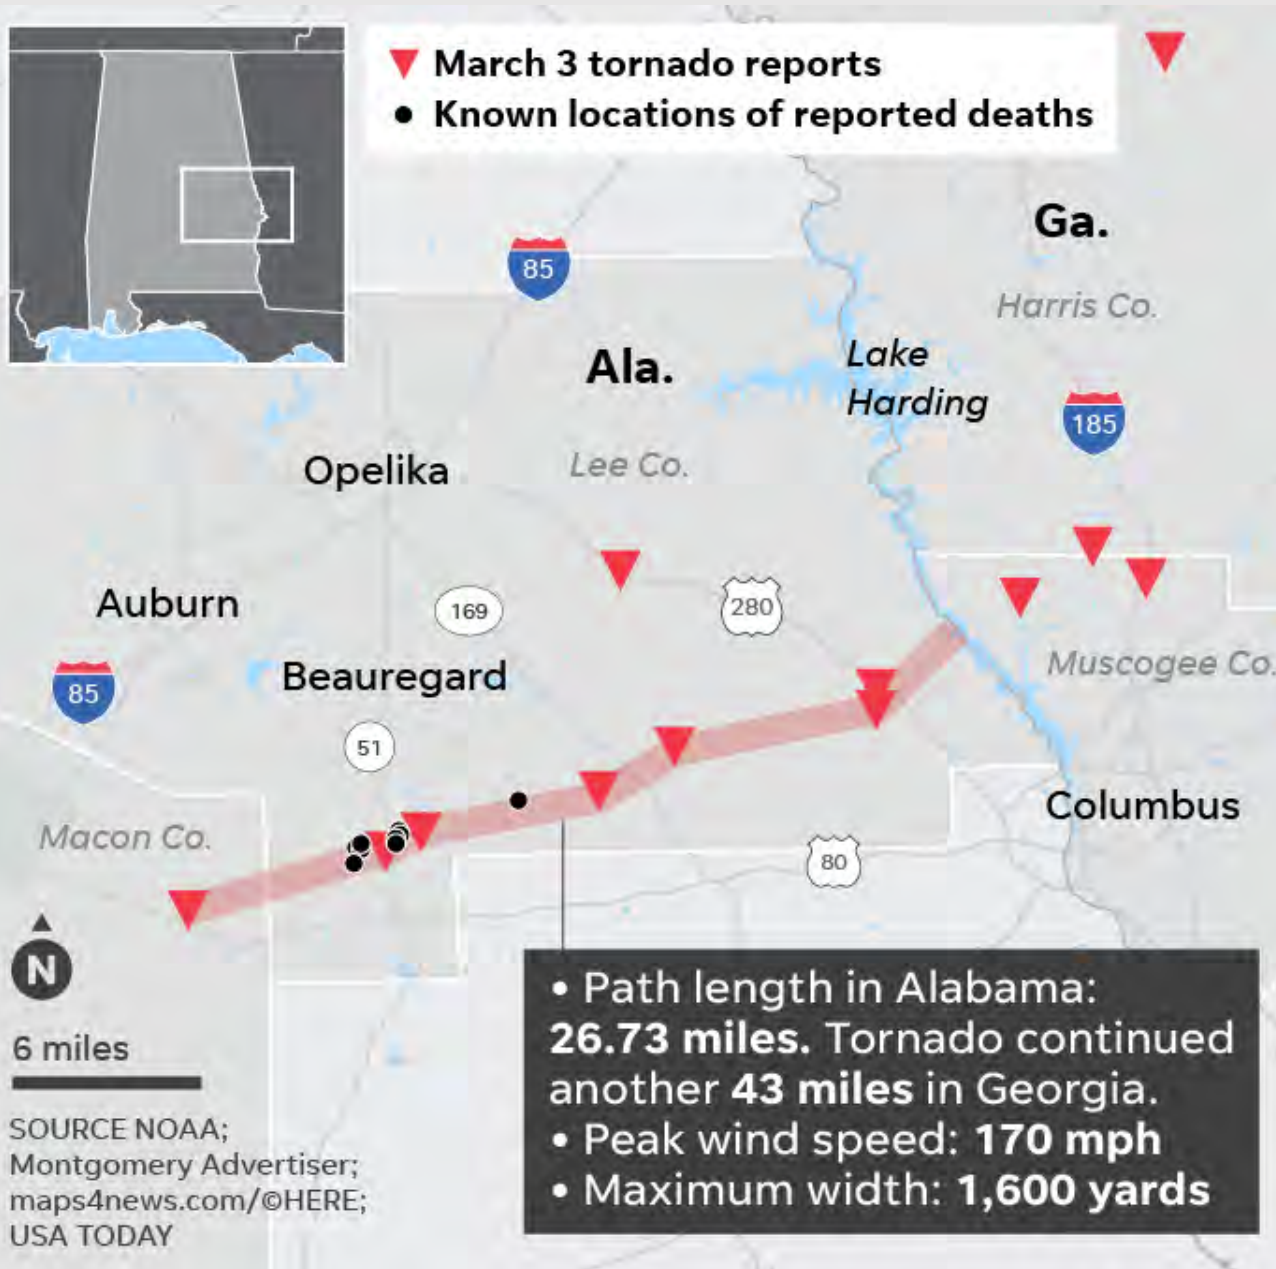 March 3 tornado reports
Known locations of reported deaths
Ga.
85
Harris Co.
Ala.
Lake
Harding
185
Opelika
Lee Co.
Auburn
169
280
Beauregard
Muscogee Co.
85
51
Macon Co.
Columbus
80
N
• Path length in Alabama:
26.73 miles. Tornado continued
another 43 miles in Georgia.
• Peak wind speed: 170 mph
• Maximum width: 1,600 yards
6 miles
SOURCE NOAA;
Montgomery Advertiser;
maps4news.com/©HERE;
USA TODAY